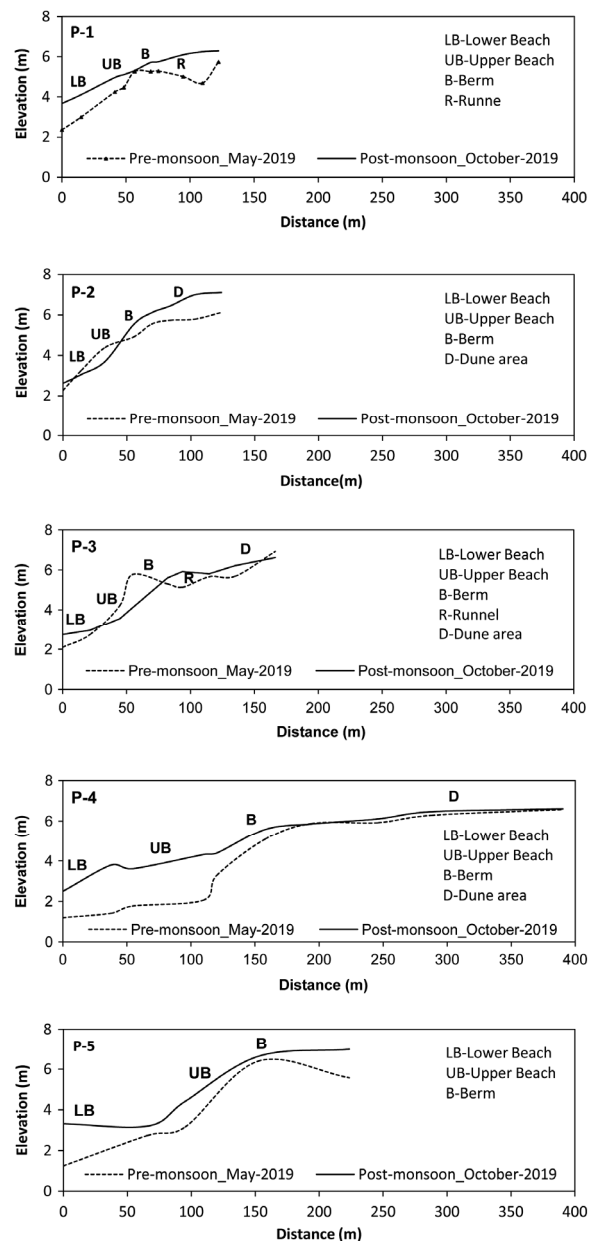 P-1
LB
UB
B
R
LB-Lower Beach
UB-Upper Beach
B-Berm
R-Runne
Pre-monsoon_May-2019
Post-monsoon_October-2019
Elevation (m)
8
6
4
2
0
0 50 100 150 200 250 300 350 400
Distance (m)
P-2
LB
UB
B
D
LB-Lower Beach
UB-Upper Beach
B-Berm
D-Dune area
Pre-monsoon_May-2019
Post-monsoon_October-2019
Elevation (m)
8
6
4
2
0
0 50 100 150 200 250 300 350 400
Distance(m)
P-3
LB
UB
B
R
D
LB-Lower Beach
UB-Upper Beach
B-Berm
R-Runnel
D-Dune area
Pre-monsoon_May-2019
Post-monsoon_October-2019
Elevation (m)
8
6
4
2
0
0 50 100 150 200 250 300 350 400
Distance (m)
P-4
LB
UB
B
D
LB-Lower Beach
UB-Upper Beach
B-Berm
D-Dune area
Pre-monsoon_May-2019
Post-monsoon_October-2019
Elevation (m)
8
6
4
2
0
0 50 100 150 200 250 300 350 400
Distance (m)
P-5
LB
UB
B
LB-Lower Beach
UB-Upper Beach
B-Berm
Pre-monsoon_May-2019
Post-monsoon_October-2019
Elevation (m)
8
6
4
2
0
0 50 100 150 200 250 300 350 400
Distance (m)